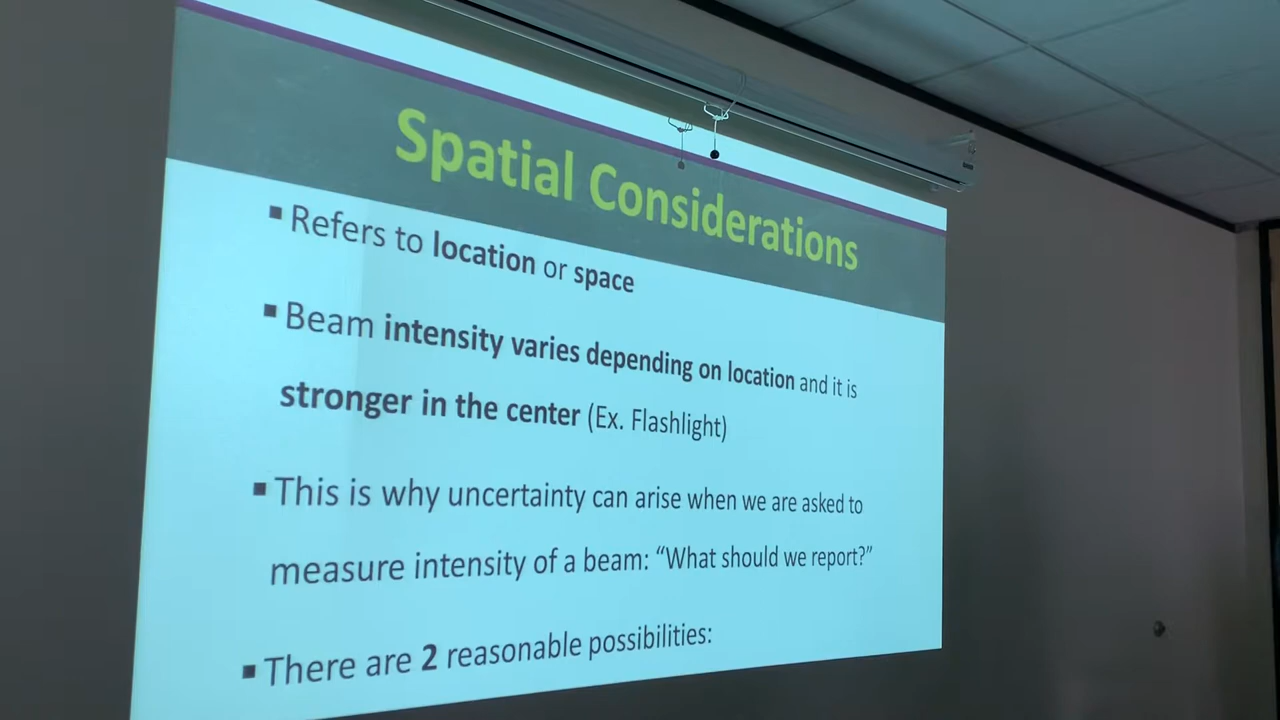 Spatial Considerations
▪ Refers to location or space
▪ Beam intensity varies depending on location and it is
stronger in the center (Ex. Flashlight)
▪ This is why uncertainty can arise when we are asked to
measure intensity of a beam: “What should we report?”
▪ There are 2 reasonable possibilities: